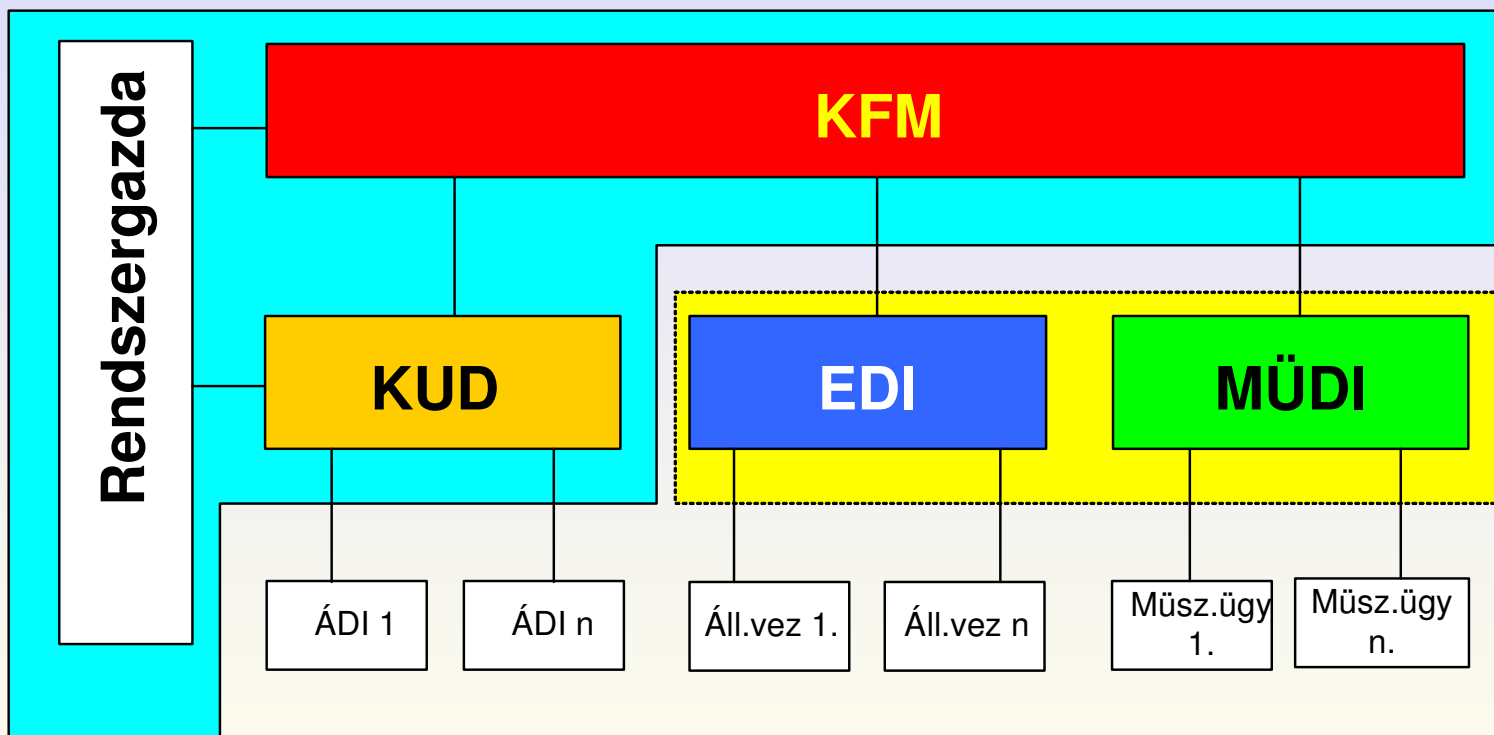 Rendszergazda
KFM
KUD
EDI
MÜDI
ÁDI 1
ÁDI n
Áll.vez 1.
Áll.vez n
Müsz.ügy
1.
Müsz.ügy
n.